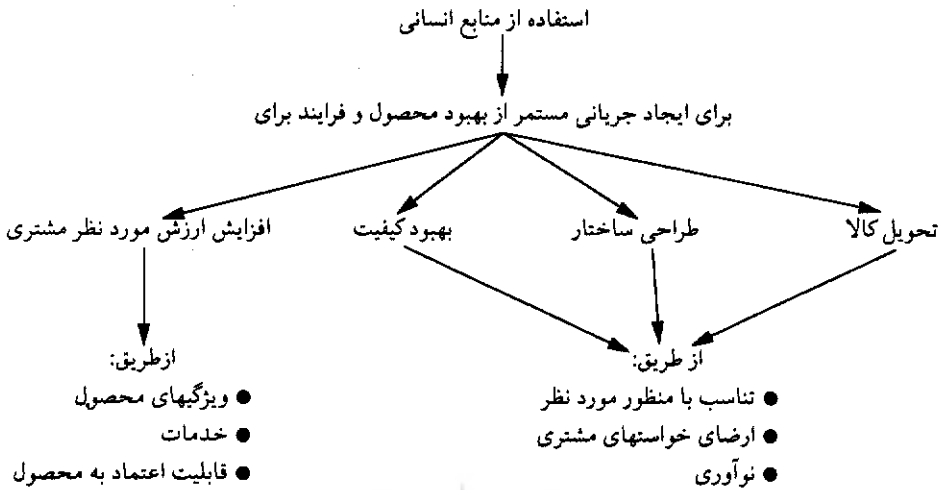 استفاده از منابع انسانی
برای ایجاد جریانی مستمر از بهبود محصول و فرایند برای
تحویل کالا
طراحی ساختار
بهبود کیفیت
افزایش ارزش مورد نظر مشتری
از طریق:
● تناسب با منظور مورد نظر
● ارضای خواستهای مشتری
● نوآوری
ازطریق:
● ویژگیهای محصول
● خدمات
● قابلیت اعتماد به محصول